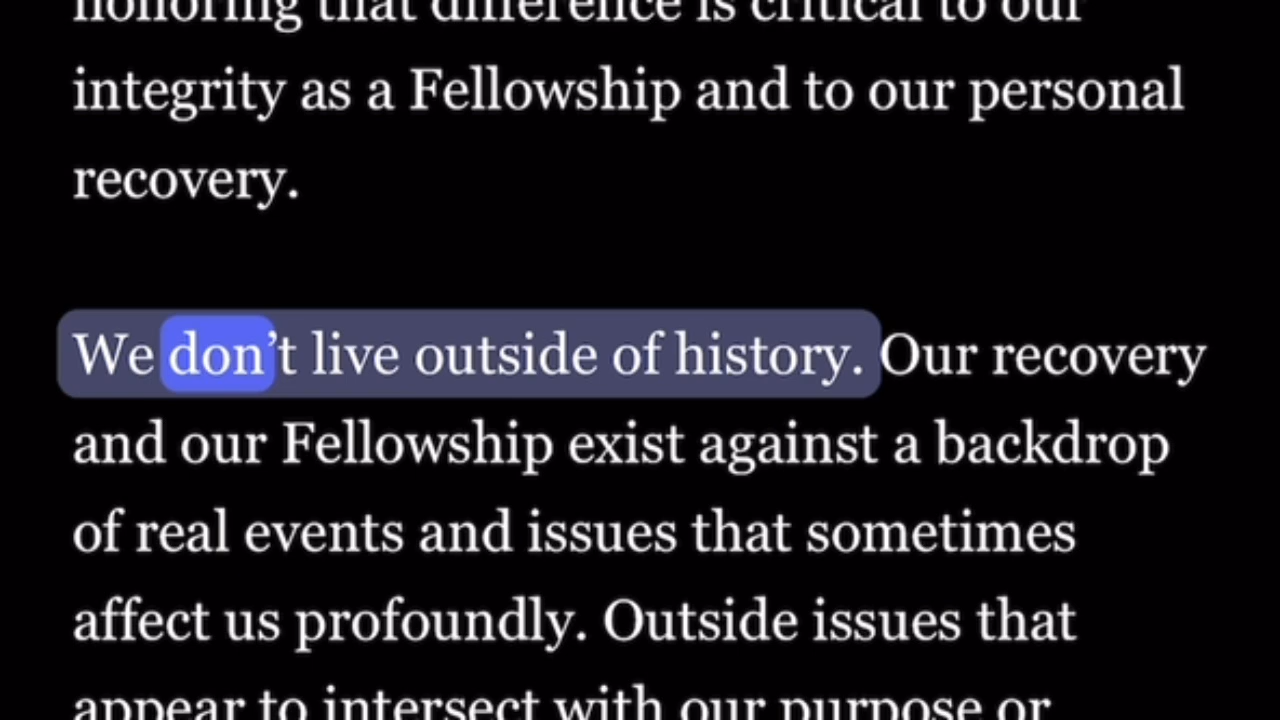 honoring that difference is critical to our
integrity as a Fellowship and to our personal
recovery.
We don’t live outside of history. Our recovery
and our Fellowship exist against a backdrop
of real events and issues that sometimes
affect us profoundly. Outside issues that
appear to intersect with our purpose or